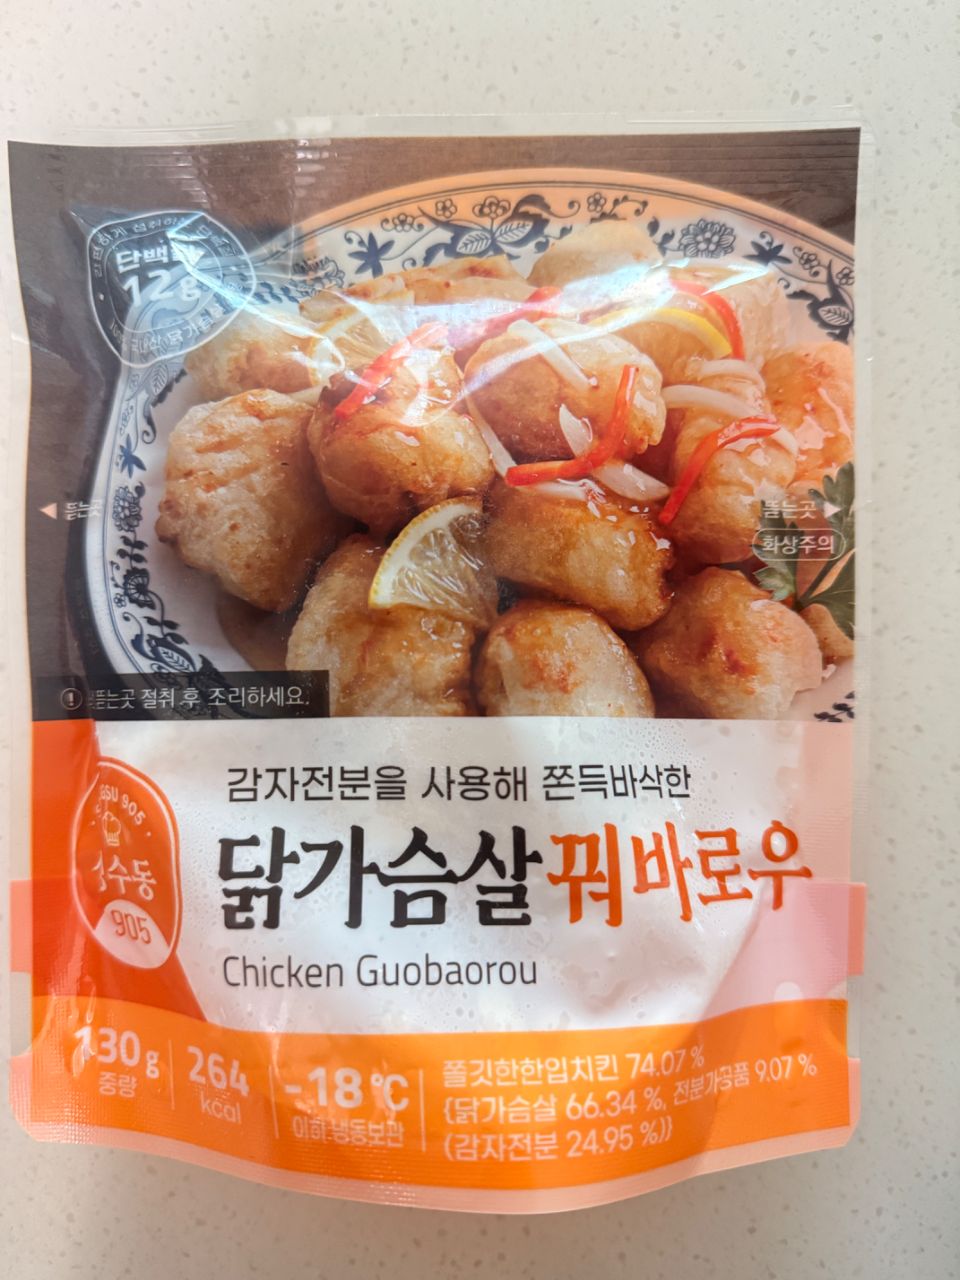 단백질
12g
뜯는곳
뜯는곳
화상주의
뜯는곳 절취 후 조리하세요.
감자전분을 사용해 쫀득바삭한
닭가슴살 꿔바로우
Chicken Guobaorou
905
수동
905
130g
중량
264
kcal
-18℃
이하 냉동보관
쫄깃한한입치킨 74.07 %
{닭가슴살 66.34 %, 전분가공품 9.07 %
(감자전분 24.95 %)}